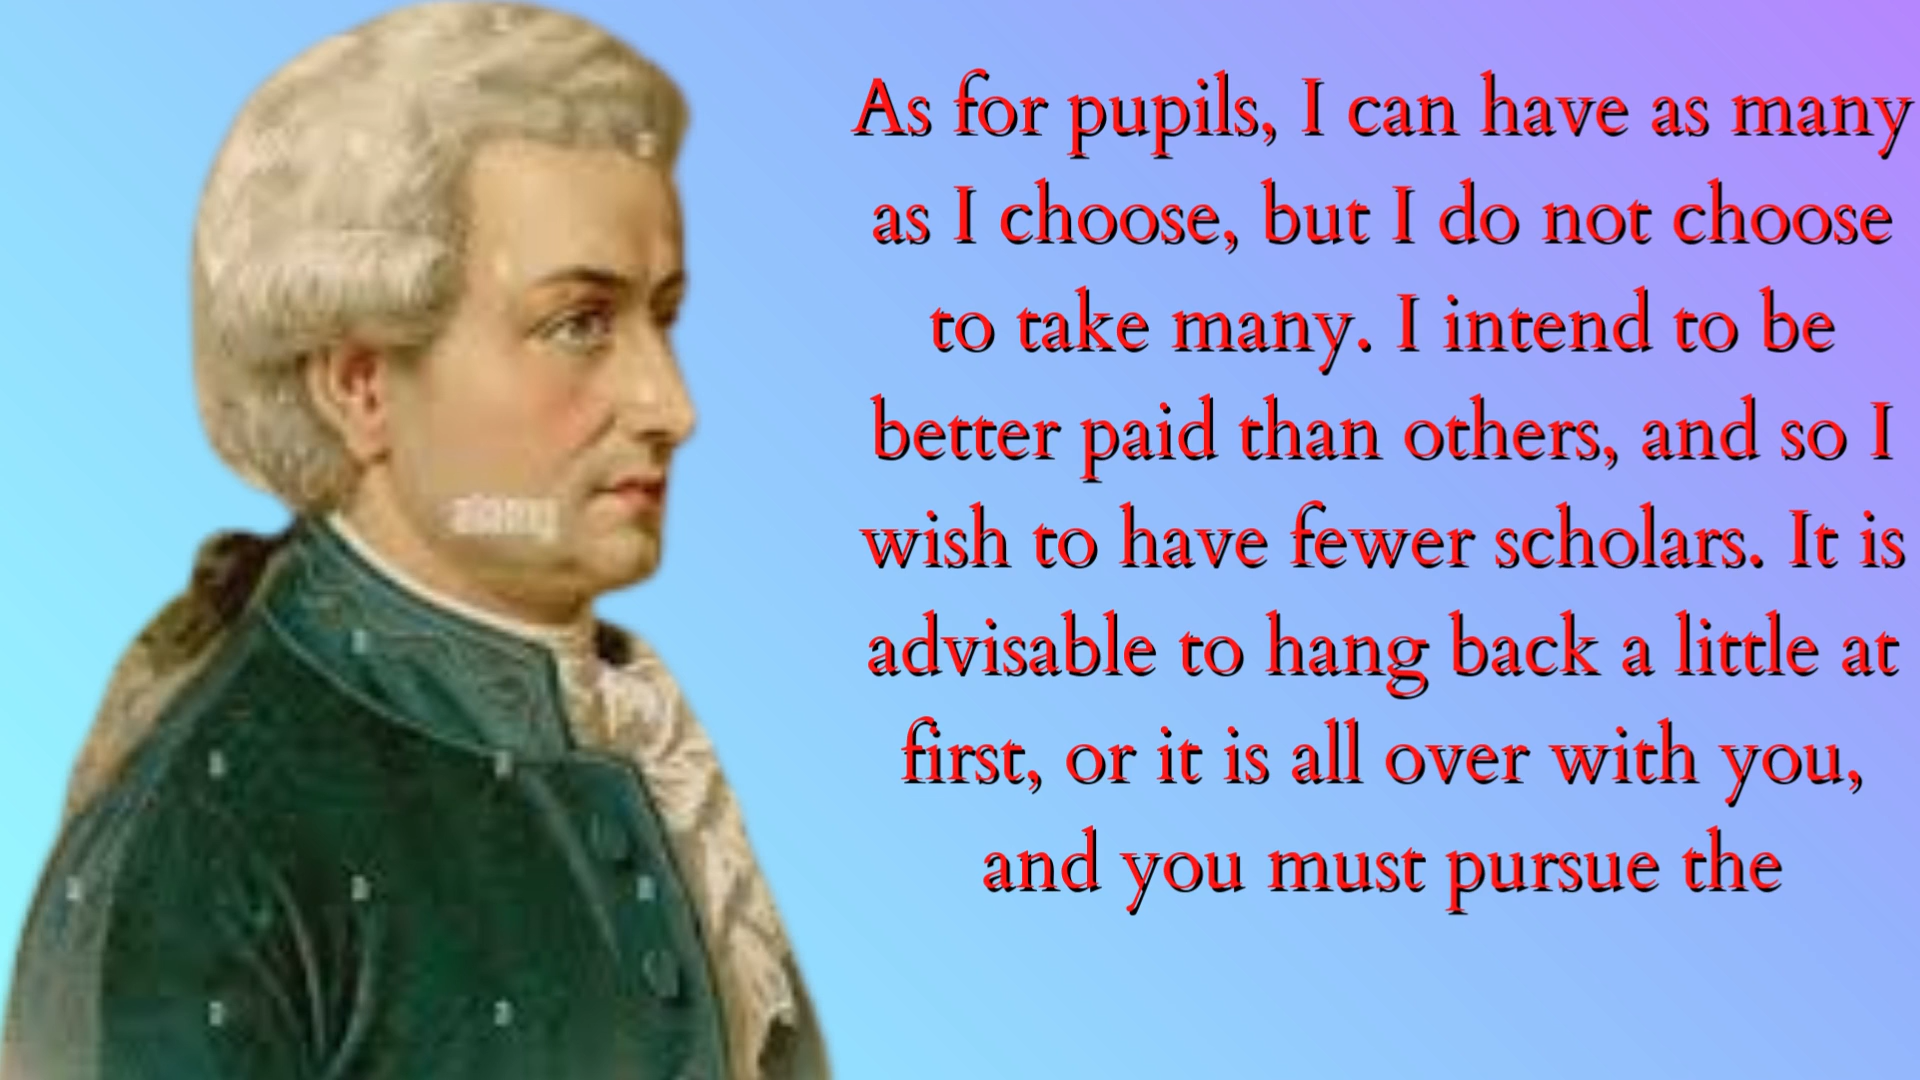 As for pupils, I can have as many
as I choose, but I do not choose
to take many. I intend to be
better paid than others, and so I
wish to have fewer scholars. It is
advisable to hang back a little at
first, or it is all over with you,
and you must pursue the
alamy